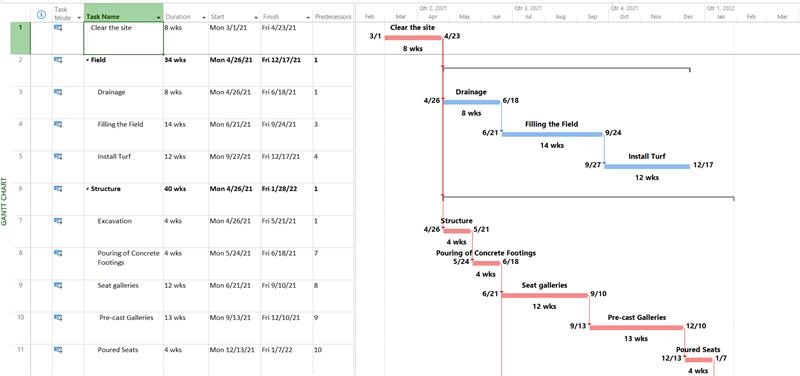 Qtr 2, 2021 Qtr 3, 2021 Qtr 4, 2021 Qtr 1, 2022
Task Mode Task Name Duration Start Finish Predecessors Feb Mar Apr May Jun Jul Aug Sep Oct Nov Dec Jan Feb Mar
GANTT CHART
1 Clear the site 8 wks Mon 3/1/21 Fri 4/23/21
2 Field 34 wks Mon 4/26/21 Fri 12/17/21 1
3 Drainage 8 wks Mon 4/26/21 Fri 6/18/21 1
4 Filling the Field 14 wks Mon 6/21/21 Fri 9/24/21 3
5 Install Turf 12 wks Mon 9/27/21 Fri 12/17/21 4
6 Structure 40 wks Mon 4/26/21 Fri 1/28/22 1
7 Excavation 4 wks Mon 4/26/21 Fri 5/21/21 1
8 Pouring of Concrete 4 wks Mon 5/24/21 Fri 6/18/21 7
Footings
9 Seat galleries 12 wks Mon 6/21/21 Fri 9/10/21 8
10 Pre-cast Galleries 13 wks Mon 9/13/21 Fri 12/10/21 9
11 Poured Seats 4 wks Mon 12/13/21 Fri 1/7/22 10
Clear the site
3/1 4/23
8 wks
Drainage
4/26 6/18
8 wks
Filling the Field
6/21 9/24
14 wks
Install Turf
9/27 12/17
12 wks
Structure
4/26 5/21
4 wks
Pouring of Concrete Footings
5/24 6/18
4 wks
Seat galleries
6/21 9/10
12 wks
Pre-cast Galleries
9/13 12/10
13 wks
Poured Seats
12/13 1/7
4 wks